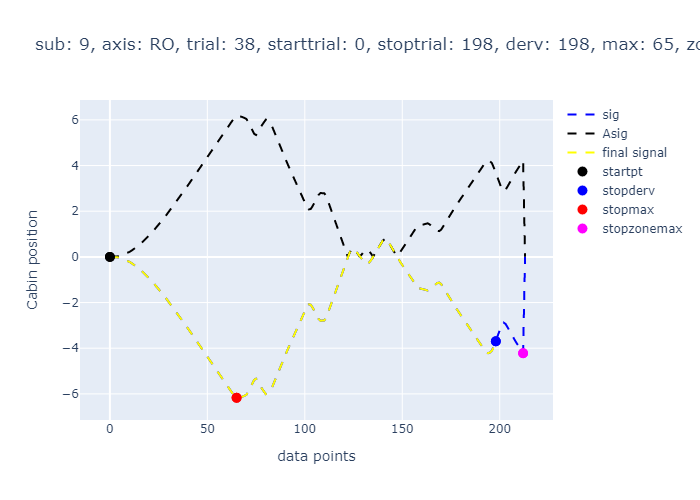 sub: 9, axis: RO, trial: 38, starttrial: 0, stoptrial: 198, derv: 198, max: 65, zo
6
4
2
0
−2
−4
−6
Cabin position
0
50
100
150
200
data points
sig
Asig
final signal
startpt
stopderv
stopmax
stopzonemax